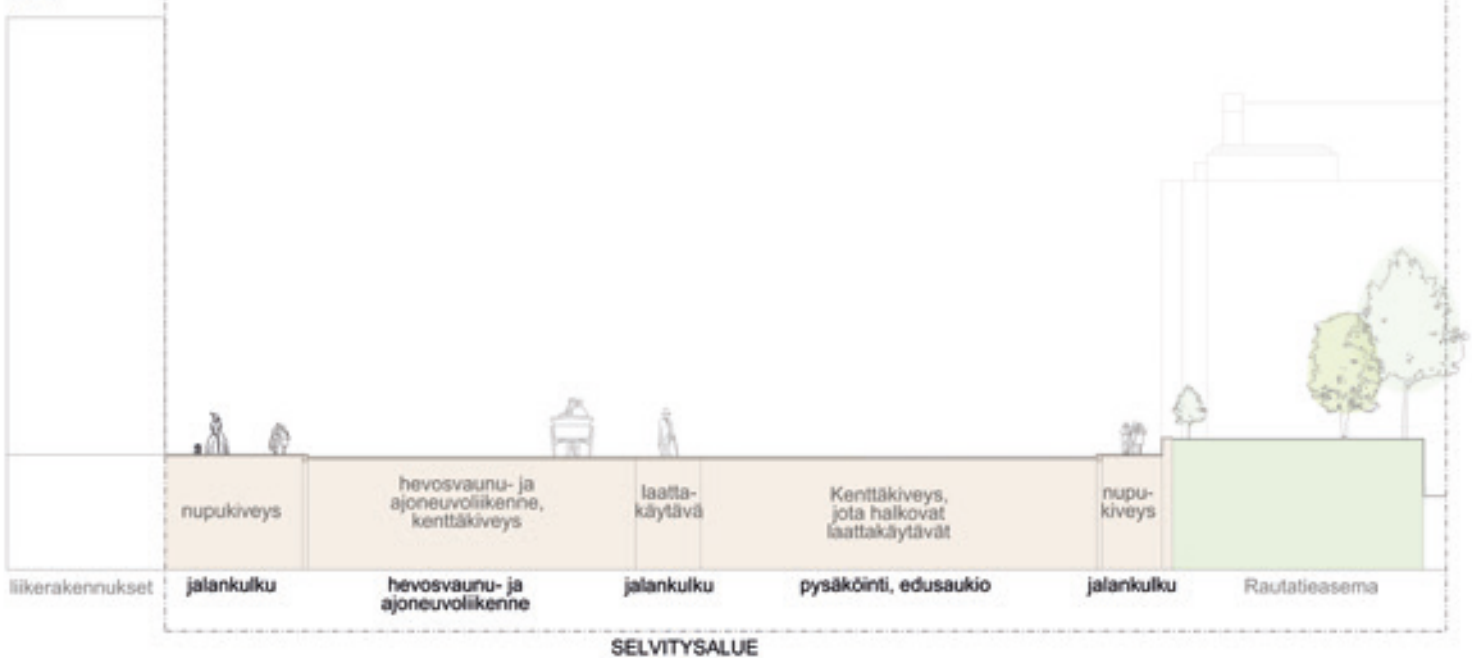 nupukiveys
hevosvaunu- ja
ajoneuvoliikenne,
kenttäkiveys
laatta-
käytävä
Kenttäkiveys,
jota halkovat
laattakäytävät
nupu-
kiveys
liikerakennukset
jalankulku
hevosvaunu- ja
ajoneuvoliikenne
jalankulku
pysäköinti, edusaukio
jalankulku
Rautatieasema
SELVITYSALUE